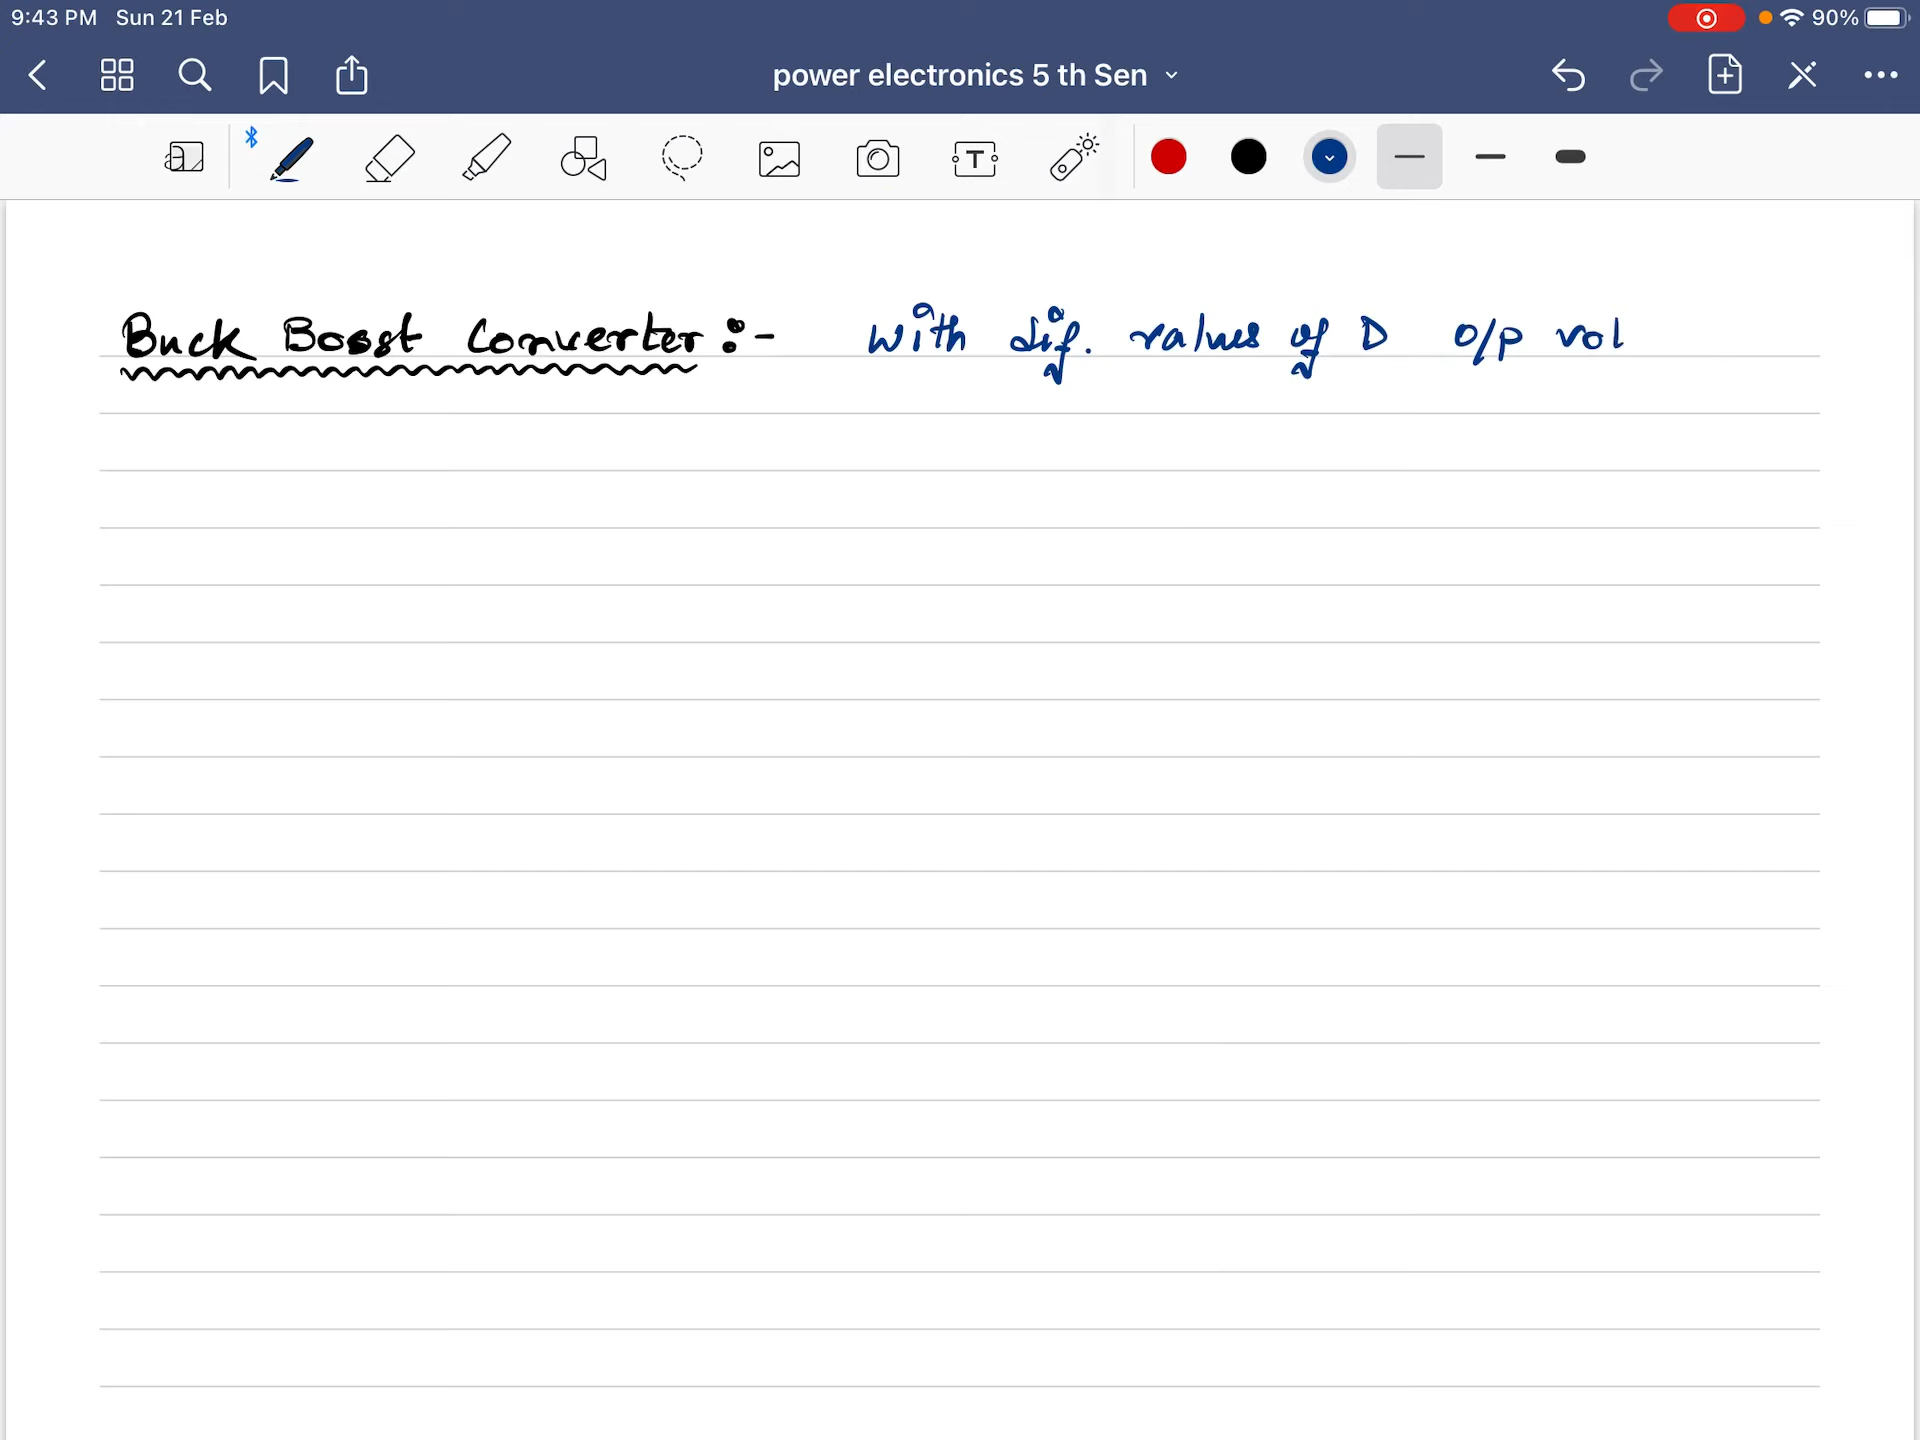 9:43 PM Sun 21 Feb 90%
power electronics 5 th Sen
Buck Boost Converter :- with dif. values of D o/p vol